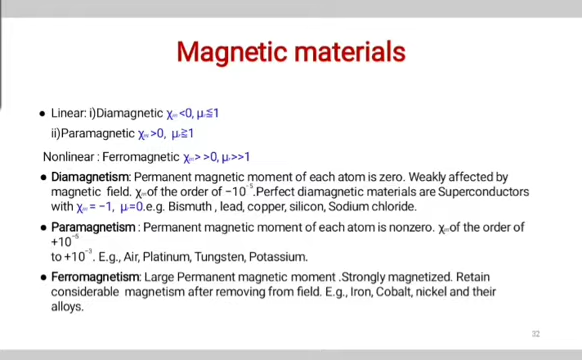 Magnetic materials
● Linear: i)Diamagnetic χₘ <0, μᵣ≦1
ii)Paramagnetic χₘ >0, μᵣ≧1
Nonlinear : Ferromagnetic χₘ> >0,μᵣ>>1
● Diamagnetism: Permanent magnetic moment of each atom is zero. Weakly affected by
magnetic field. χₘof the order of −10⁻⁵.Perfect diamagnetic materials are Superconductors
with χₘ = −1, μᵣ=0.e.g. Bismuth , lead, copper, silicon, Sodium chloride.
● Paramagnetism : Permanent magnetic moment of each atom is nonzero. χₘof the order of
+10⁻⁵
to +10⁻³. E.g., Air, Platinum, Tungsten, Potassium.
● Ferromagnetism: Large Permanent magnetic moment .Strongly magnetized. Retain
considerable magnetism after removing from field. E.g., Iron, Cobalt, nickel and their
alloys.
32